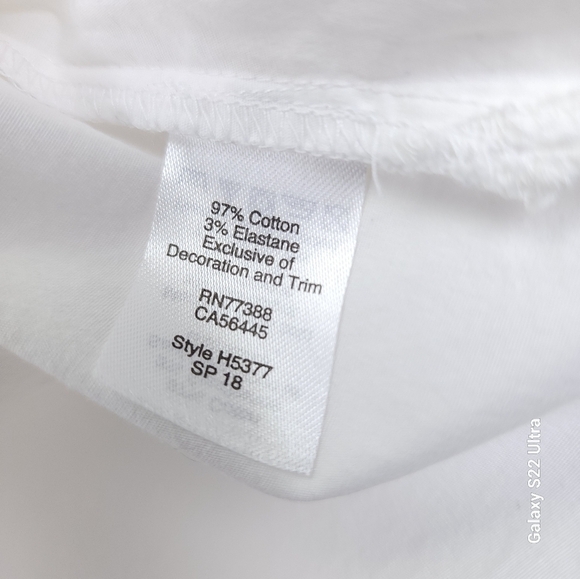 97% Cotton
3% Elastane
Exclusive of
Decoration and Trim
RN77388
CA56445
Style H5377
SP 18
Galaxy S22 Ultra